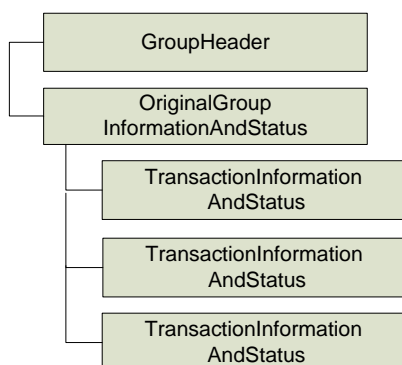 GroupHeader
OriginalGroup
InformationAndStatus
TransactionInformation
AndStatus
TransactionInformation
AndStatus
TransactionInformation
AndStatus